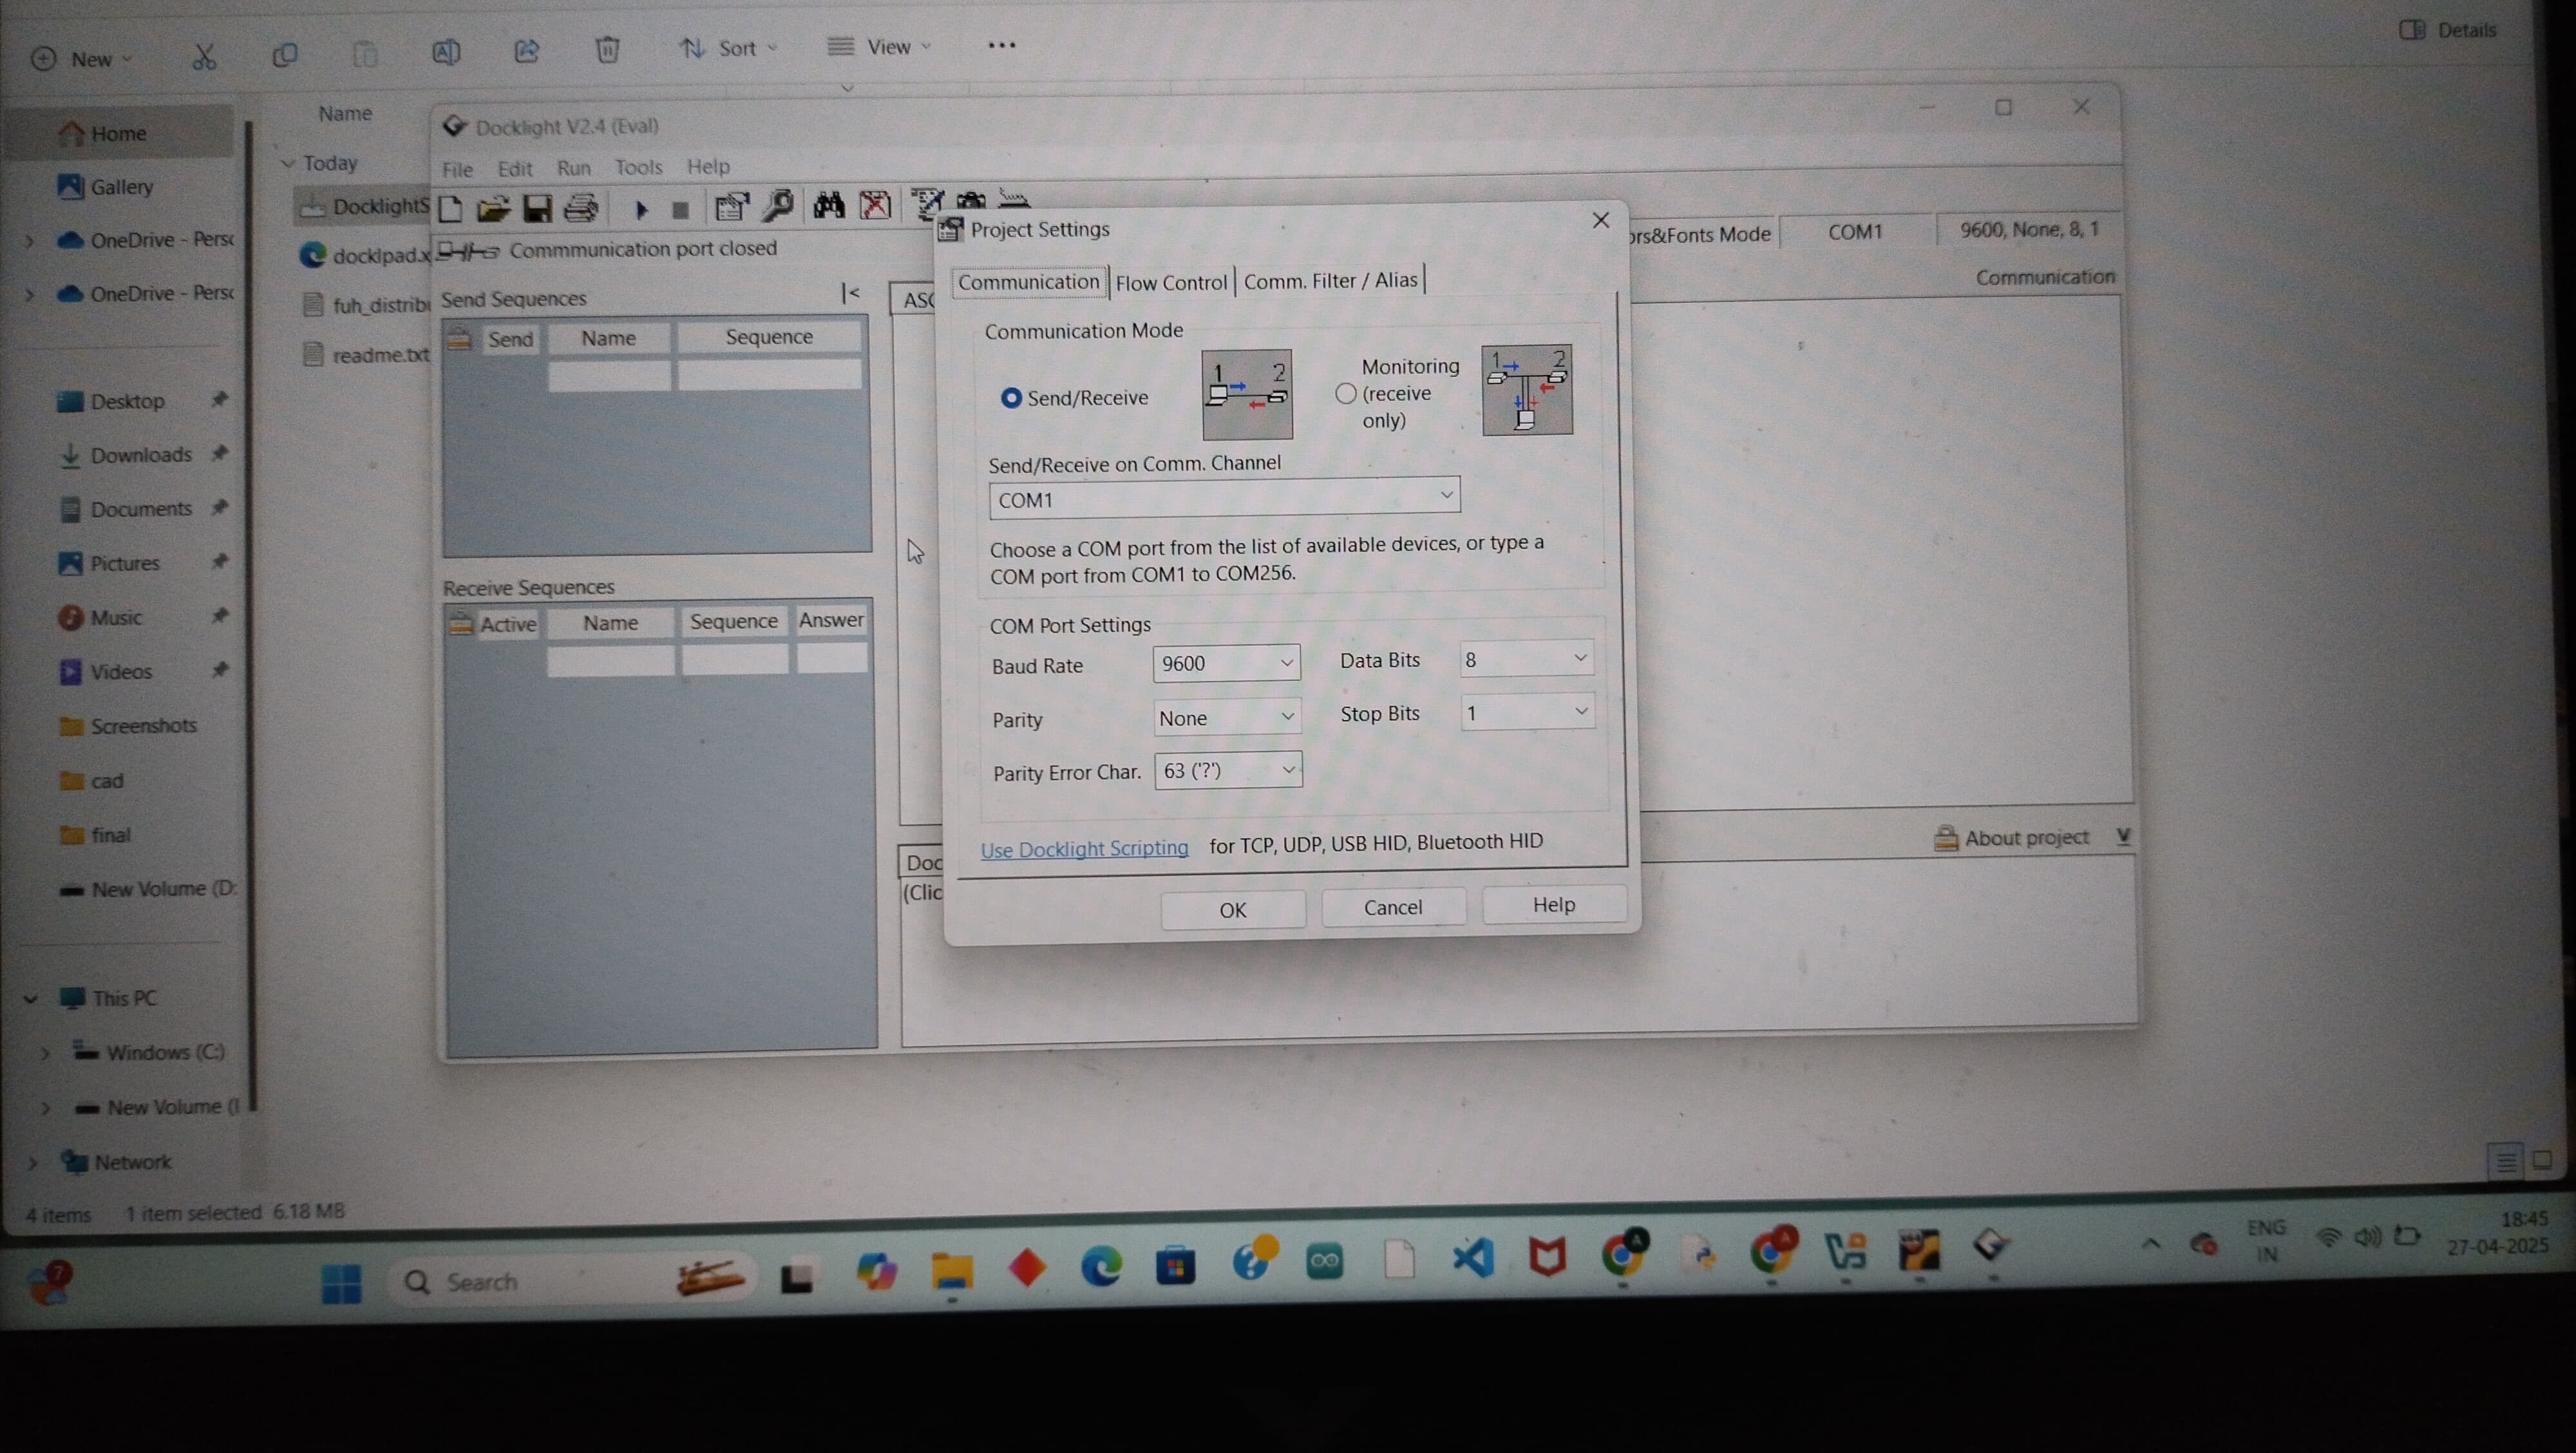 New
Sort
View
Details
Home
Gallery
OneDrive - Persc
OneDrive - Persc
Desktop
Downloads
Documents
Pictures
Music
Videos
Screenshots
cad
final
New Volume (D:
This PC
Windows (C:)
New Volume (I
Network
4 items 1 item selected 6.18 MB
Name
Today
DocklightS
docklpad.x
fuh_distribu
readme.txt
Docklight V2.4 (Eval)
File Edit Run Tools Help
Commmunication port closed
ors&Fonts Mode COM1 9600, None, 8, 1
Communication
Send Sequences
Send Name Sequence
Receive Sequences
Active Name Sequence Answer
ASC
Doc
(Clic
About project
Project Settings
Communication Flow Control Comm. Filter / Alias
Communication Mode
Send/Receive
1 2
Monitoring
(receive
only)
1 2
Send/Receive on Comm. Channel
COM1
Choose a COM port from the list of available devices, or type a
COM port from COM1 to COM256.
COM Port Settings
Baud Rate 9600 Data Bits 8
Parity None Stop Bits 1
Parity Error Char. 63 ('?')
Use Docklight Scripting for TCP, UDP, USB HID, Bluetooth HID
OK Cancel Help
7
Search
A
A
ENG
IN
18:45
27-04-2025